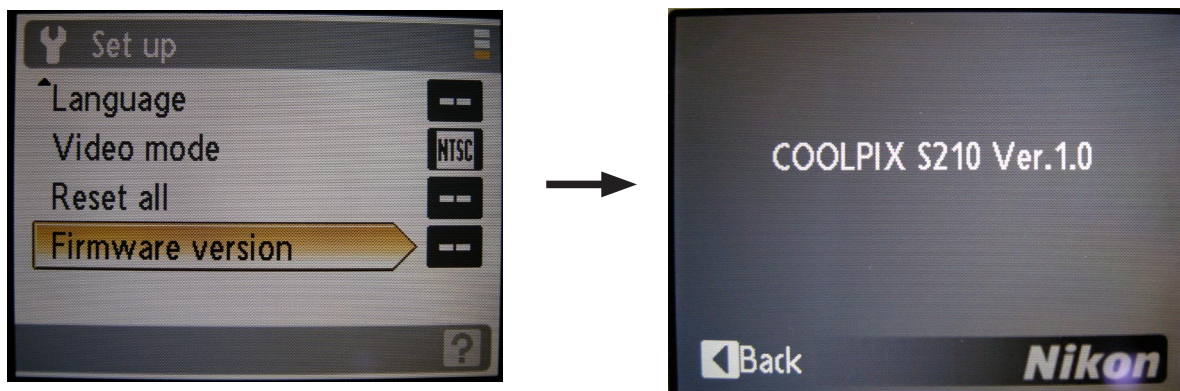 Set up
Language --
Video mode NTSC
Reset all --
Firmware version --
?
COOLPIX S210 Ver.1.0
Back
Nikon